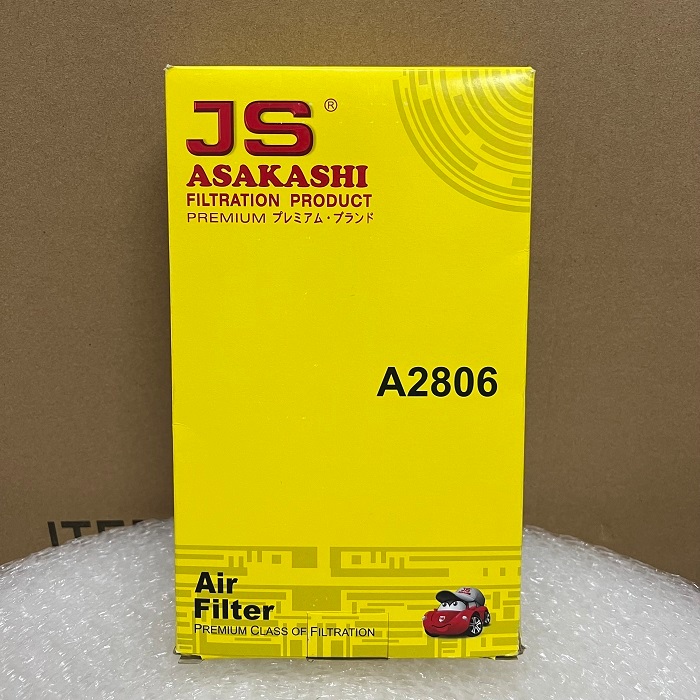 JS®
ASAKASHI
FILTRATION PRODUCT
PREMIUM プレミアム・ブランド
A2806
Air
Filter
PREMIUM CLASS OF FILTRATION